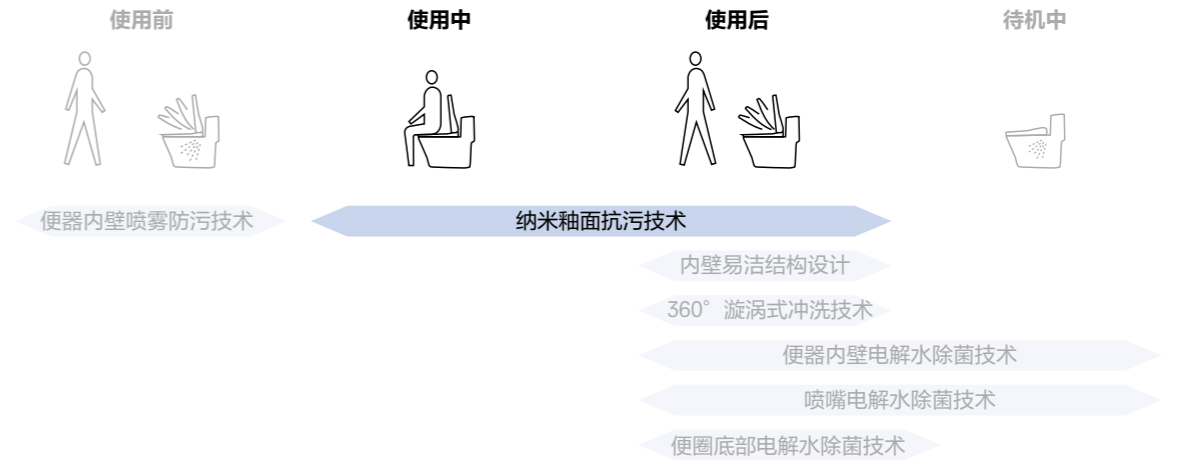 使用前 使用中 使用后 待机中
便器内壁喷雾防污技术 纳米釉面抗污技术
内壁易洁结构设计
360° 漩涡式冲洗技术
便器内壁电解水除菌技术
喷嘴电解水除菌技术
便圈底部电解水除菌技术